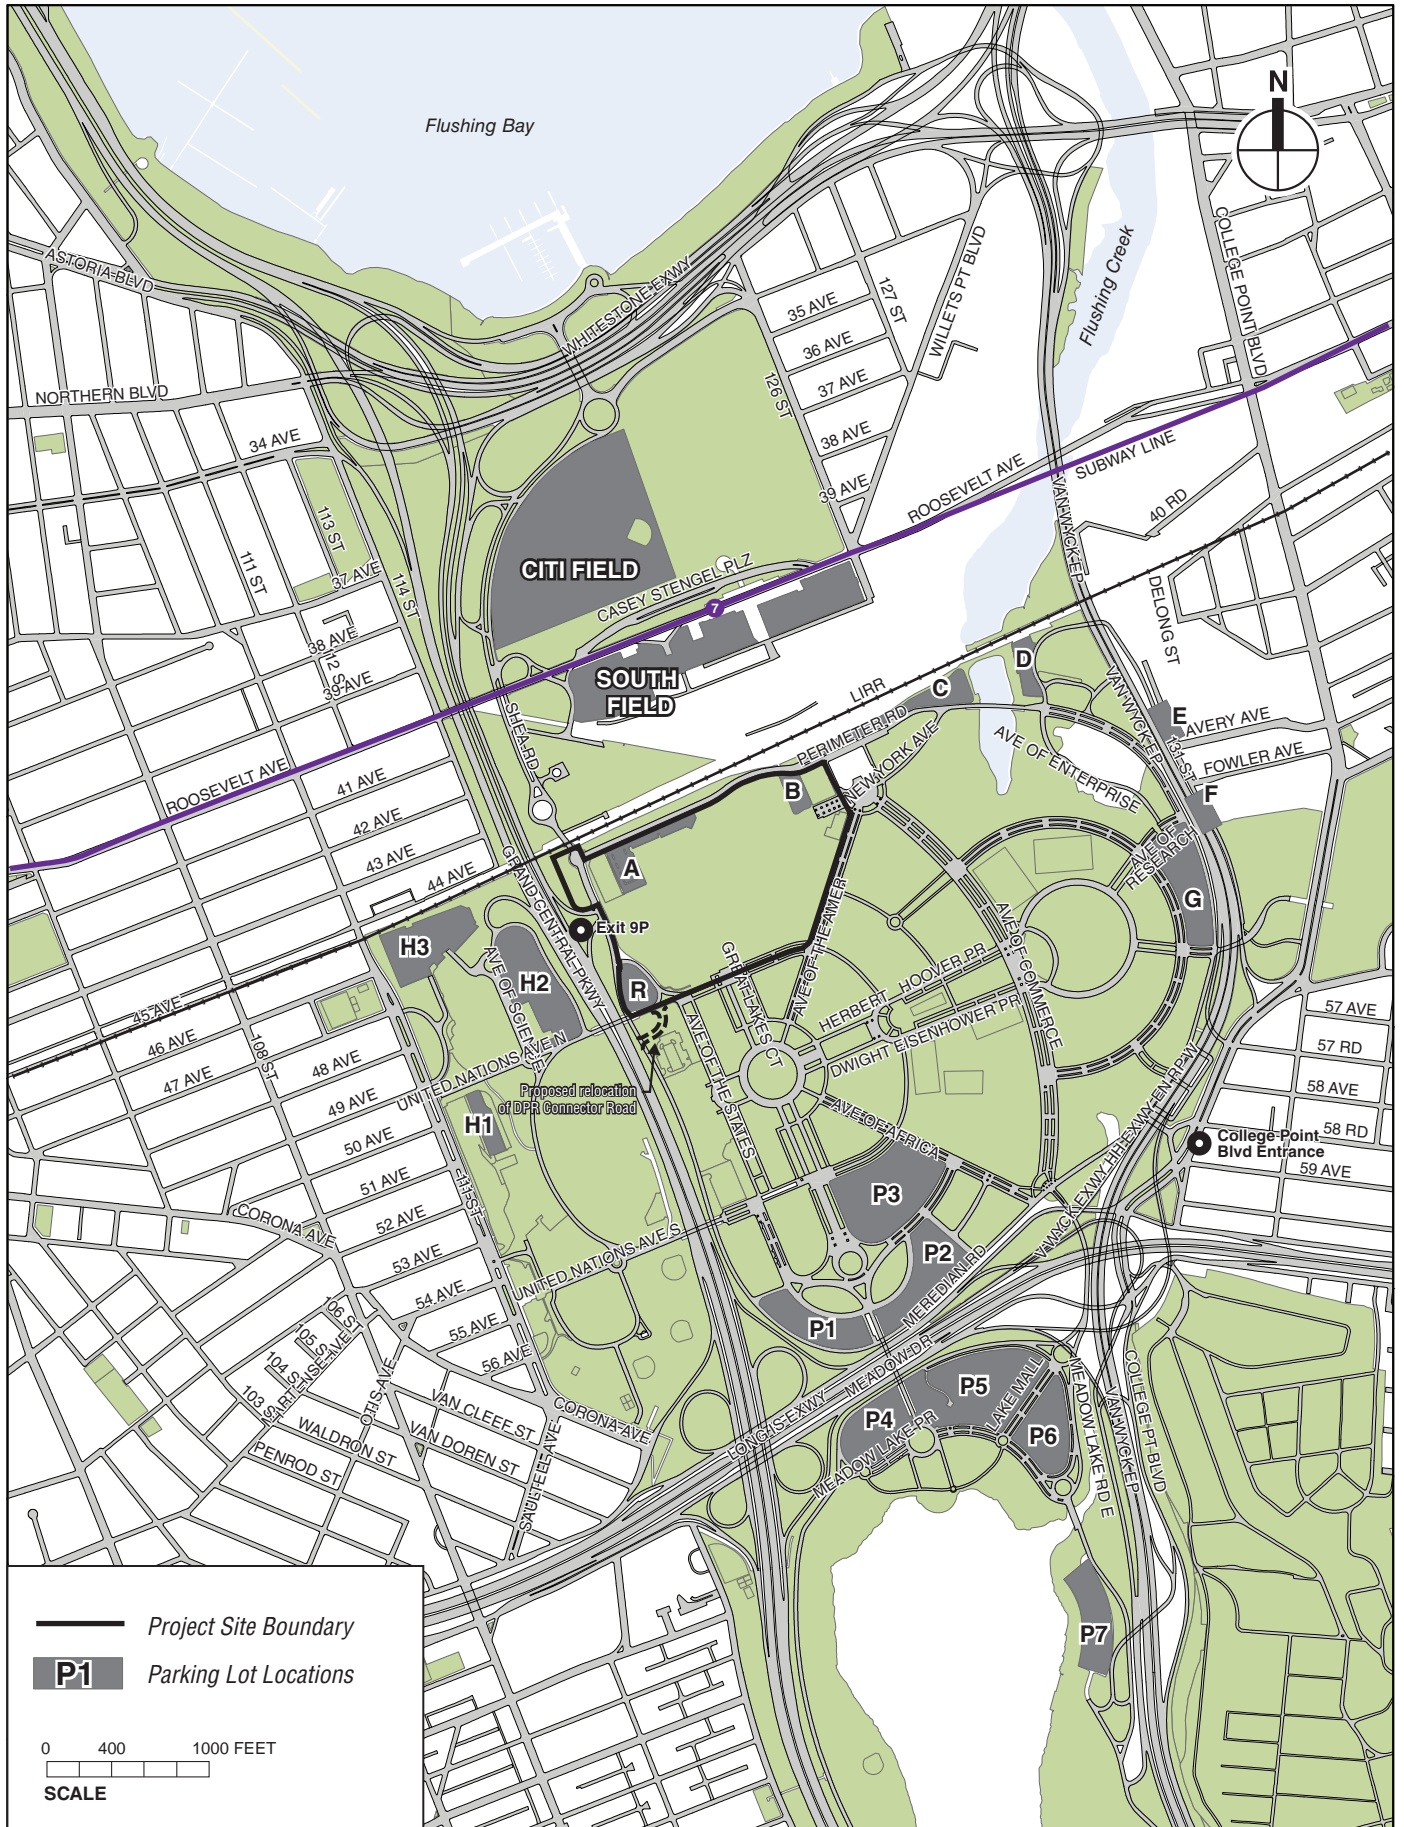 Flushing Bay
N
ASTORIA BLVD
WHITESTONE EXWY
35 AVE
127 ST
WILLETS PT BLVD
Flushing Creek
COLLEGE POINT BLVD
36 AVE
37 AVE
126 ST
NORTHERN BLVD
34 AVE
38 AVE
39 AVE
ROOSEVELT AVE
SUBWAY LINE
VAN WYCK EP
40 RD
113 ST
111 ST
37 AVE
114 ST
CITI FIELD
CASEY STENGEL PLZ
7
DELONG ST
38 AVE
39 AVE
SOUTH
FIELD
LIRR
C
D
VAN WYCK EP
E
AVERY AVE
131 ST
FOWLER AVE
SHEA RD
PERIMETER RD
NEW YORK AVE
AVE OF ENTERPRISE
B
F
ROOSEVELT AVE
41 AVE
42 AVE
43 AVE
44 AVE
GRAND CENTRAL PKWY
A
AVE OF
RESEARCH
G
Exit 9P
H3
AVE OF SCIENCE
H2
R
GREAT LAKES CT
AVE OF THE AMER
AVE OF COMMERCE
HERBERT HOOVER PR
DWIGHT EISENHOWER PR
45 AVE
46 AVE
47 AVE
108 ST
48 AVE
49 AVE
50 AVE
51 AVE
52 AVE
53 AVE
54 AVE
55 AVE
56 AVE
UNITED NATIONS AVE N
Proposed relocation
of DPR Connector Road
AVE OF THE STATES
H1
111 ST
57 AVE
57 RD
58 AVE
58 RD
59 AVE
College Point
Blvd Entrance
AVE OF AFRICA
P3
P2
P1
MEREDIAN RD
UNITED NATIONS AVE S
CORONA AVE
106 ST
105 ST
104 ST
103 ST
OTIS AVE
WALDRON ST
PENROD ST
VAN CLEEF ST
VAN DOREN ST
SAULTELL AVE
CORONA AVE
LONG IS EXWY
MEADOW DR
P5
P4
P6
LAKE MALL
MEADOW LAKE PR
MEADOW LAKE RD E
VAN WYCK EP
COLLEGE PT BLVD
P7
Project Site Boundary
P1
Parking Lot Locations
0 400 1000 FEET
SCALE